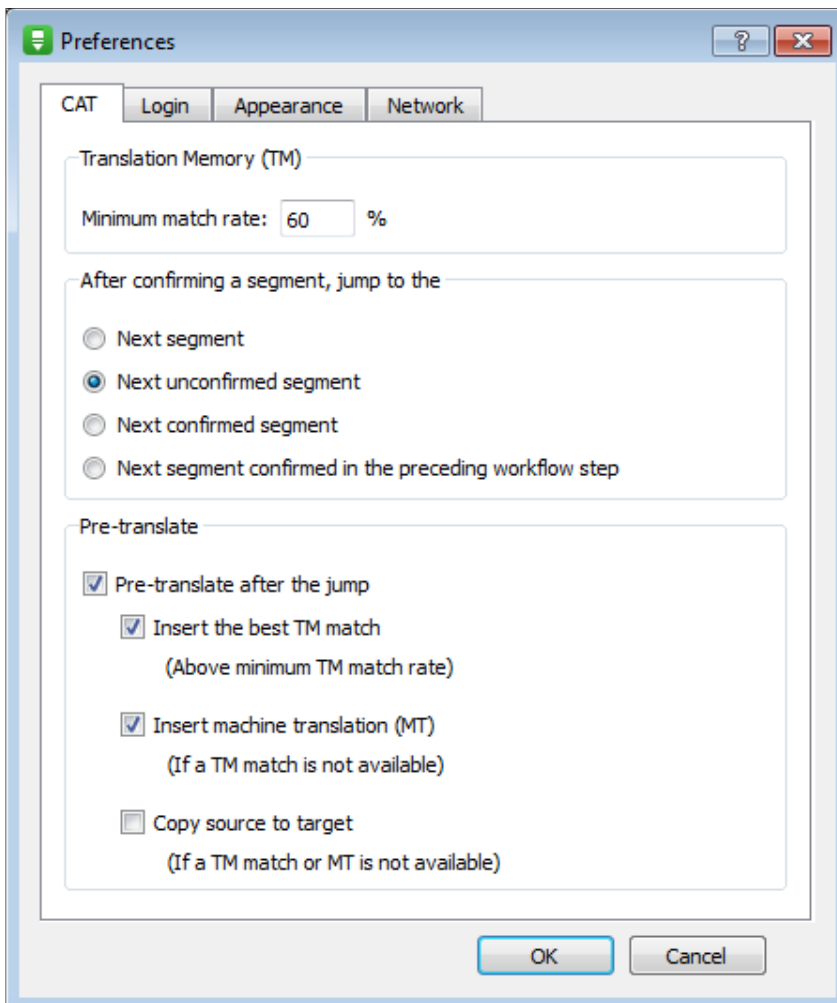 Preferences
CAT Login Appearance Network
Translation Memory (TM)
Minimum match rate: 60 %
After confirming a segment, jump to the
Next segment
Next unconfirmed segment
Next confirmed segment
Next segment confirmed in the preceding workflow step
Pre-translate
Pre-translate after the jump
Insert the best TM match
(Above minimum TM match rate)
Insert machine translation (MT)
(If a TM match is not available)
Copy source to target
(If a TM match or MT is not available)
OK Cancel